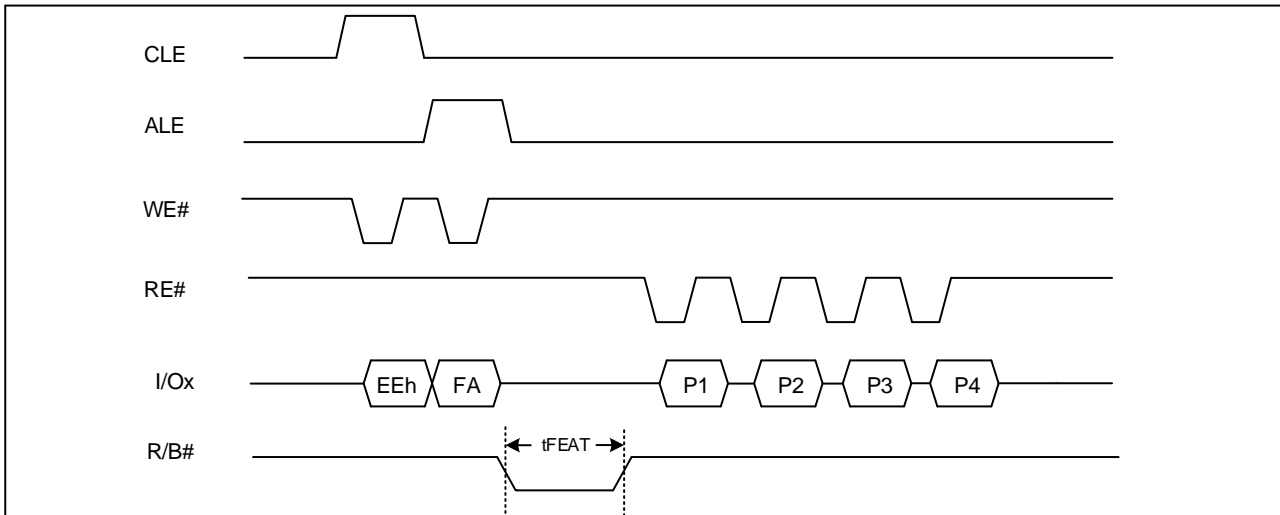 CLE
ALE
WE#
RE#
I/Ox
EEh FA P1 P2 P3 P4
R/B#
tFEAT